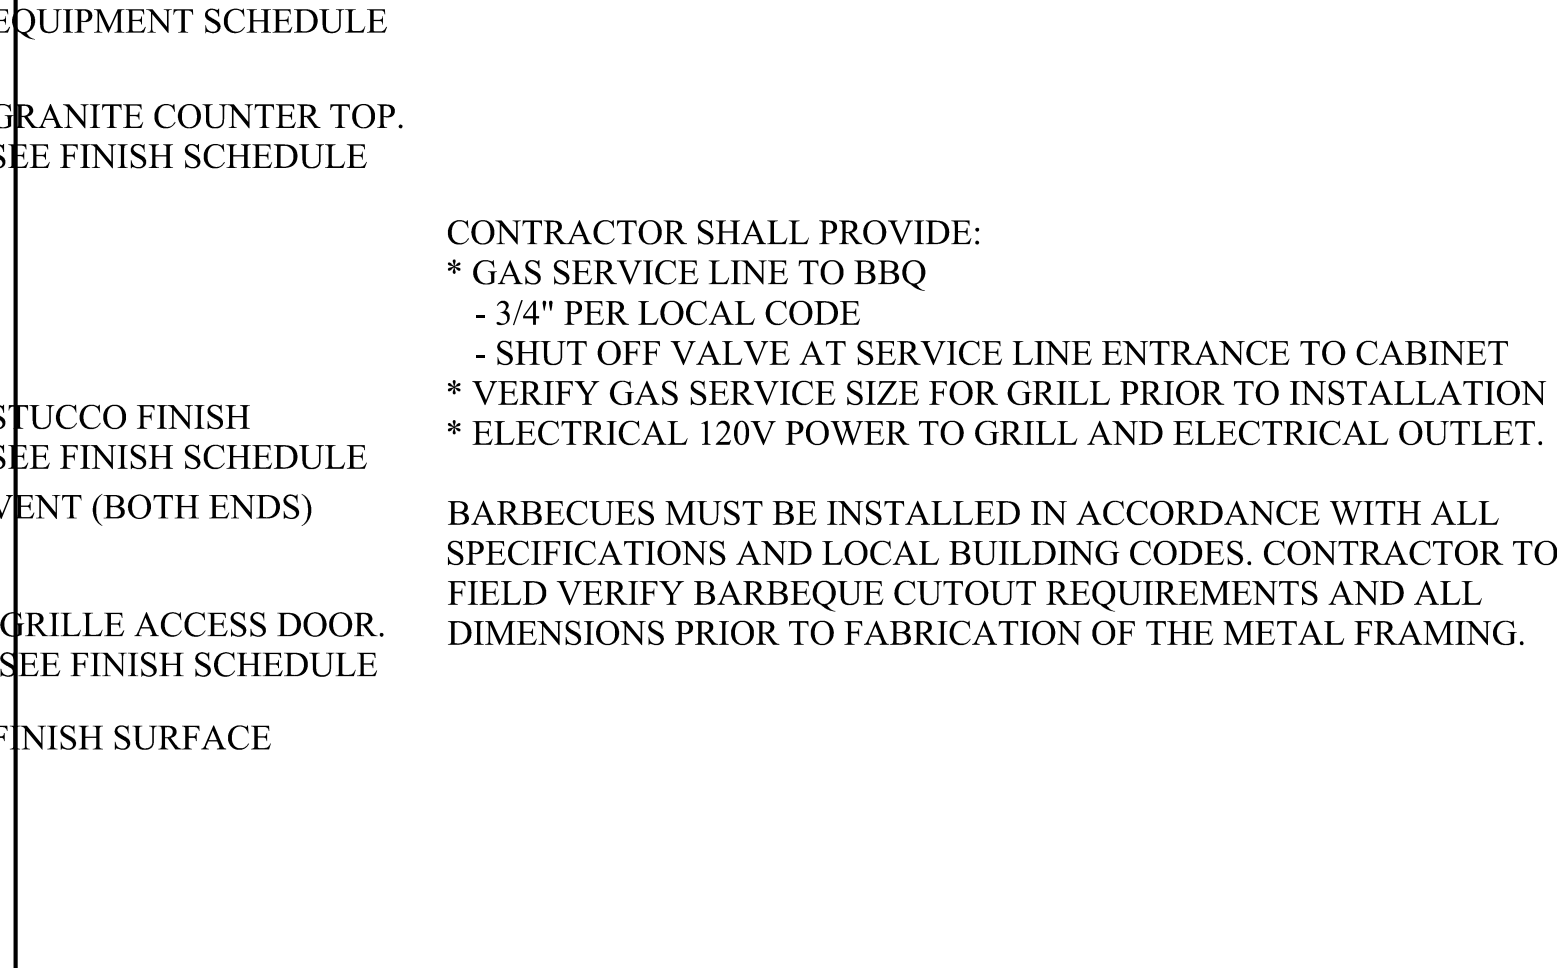 EQUIPMENT SCHEDULE
GRANITE COUNTER TOP.
SEE FINISH SCHEDULE
STUCCO FINISH
SEE FINISH SCHEDULE
VENT (BOTH ENDS)
GRILLE ACCESS DOOR.
SEE FINISH SCHEDULE
FINISH SURFACE
CONTRACTOR SHALL PROVIDE:
* GAS SERVICE LINE TO BBQ
- 3/4" PER LOCAL CODE
- SHUT OFF VALVE AT SERVICE LINE ENTRANCE TO CABINET
* VERIFY GAS SERVICE SIZE FOR GRILL PRIOR TO INSTALLATION
* ELECTRICAL 120V POWER TO GRILL AND ELECTRICAL OUTLET.
BARBECUES MUST BE INSTALLED IN ACCORDANCE WITH ALL
SPECIFICATIONS AND LOCAL BUILDING CODES. CONTRACTOR TO
FIELD VERIFY BARBEQUE CUTOUT REQUIREMENTS AND ALL
DIMENSIONS PRIOR TO FABRICATION OF THE METAL FRAMING.